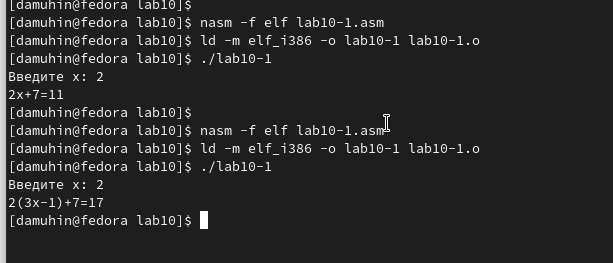 [damuhin@fedora lab10]$
[damuhin@fedora lab10]$ nasm -f elf lab10-1.asm
[damuhin@fedora lab10]$ ld -m elf_i386 -o lab10-1 lab10-1.o
[damuhin@fedora lab10]$ ./lab10-1
Введите x: 2
2x+7=11
[damuhin@fedora lab10]$
[damuhin@fedora lab10]$ nasm -f elf lab10-1.asm
[damuhin@fedora lab10]$ ld -m elf_i386 -o lab10-1 lab10-1.o
[damuhin@fedora lab10]$ ./lab10-1
Введите x: 2
2(3x-1)+7=17
[damuhin@fedora lab10]$